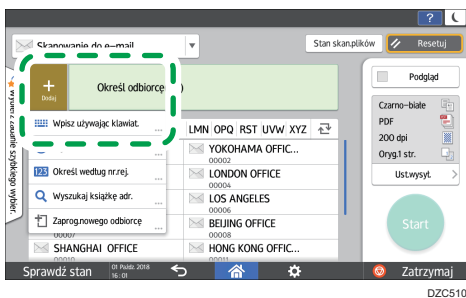 ?
Skanowanie do e-mail
Stan skan.plików
Resetuj
Dodaj
Określ odbiorcę
)
Podgląd
Wpisz używając klawiat.
...
LMN OPQ RST UVW XYZ
Czarno-białe
PDF
200 dpi
Oryg.1 str.
...
YOKOHAMA OFFIC...
00002
Określ według nr.rej.
...
LONDON OFFICE
00004
Ust.wysył.
Wyszukaj książkę adr.
...
LOS ANGELES
00006
Zaprog.nowego odbiorcę
...
BEIJING OFFICE
00007
00008
Start
SHANGHAI OFFICE
HONG KONG OFFIC...
Sprawdź stan
01 Paźdz. 2018
16:01
Zatrzymaj
DZC510